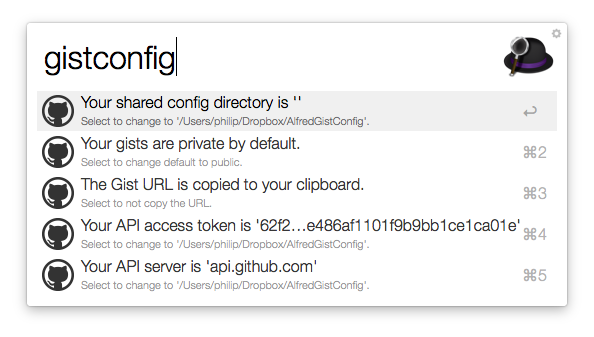 gistconfig
Your shared config directory is ''
Select to change to '/Users/philip/Dropbox/AlfredGistConfig'.
↩
Your gists are private by default.
Select to change default to public.
⌘2
The Gist URL is copied to your clipboard.
Select to not copy the URL.
⌘3
Your API access token is '62f2…e486af1101f9b9bb1ce1ca01e'
Select to change to '/Users/philip/Dropbox/AlfredGistConfig'.
⌘4
Your API server is 'api.github.com'
Select to change to '/Users/philip/Dropbox/AlfredGistConfig'.
⌘5